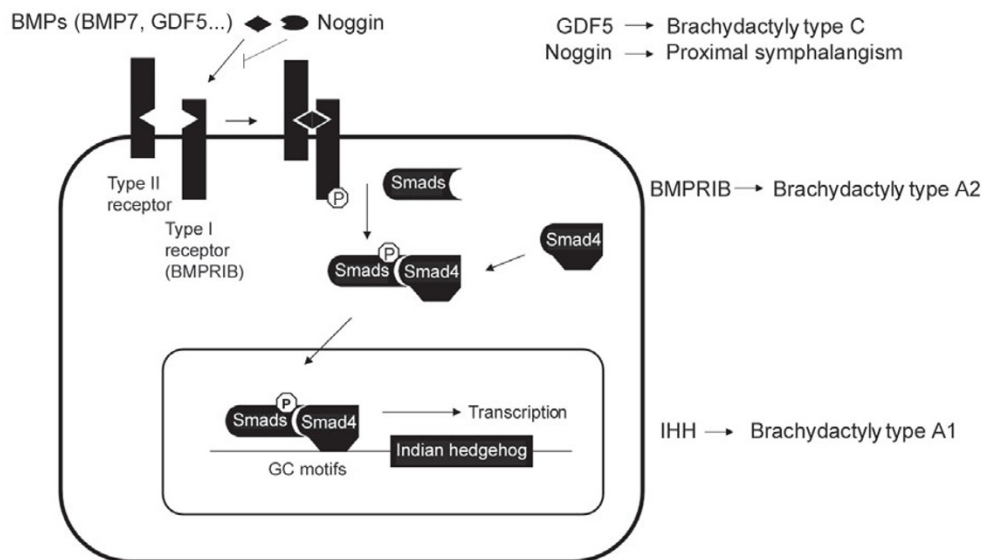 BMPs (BMP7, GDF5...)
Noggin
GDF5 → Brachydactyly type C
Noggin → Proximal symphalangism
Type II
receptor
Type I
receptor
(BMPRIB)
P
Smads
BMPRIB → Brachydactyly type A2
Smad4
P
Smads
Smad4
P
Smads
Smad4
Transcription
GC motifs
Indian hedgehog
IHH → Brachydactyly type A1